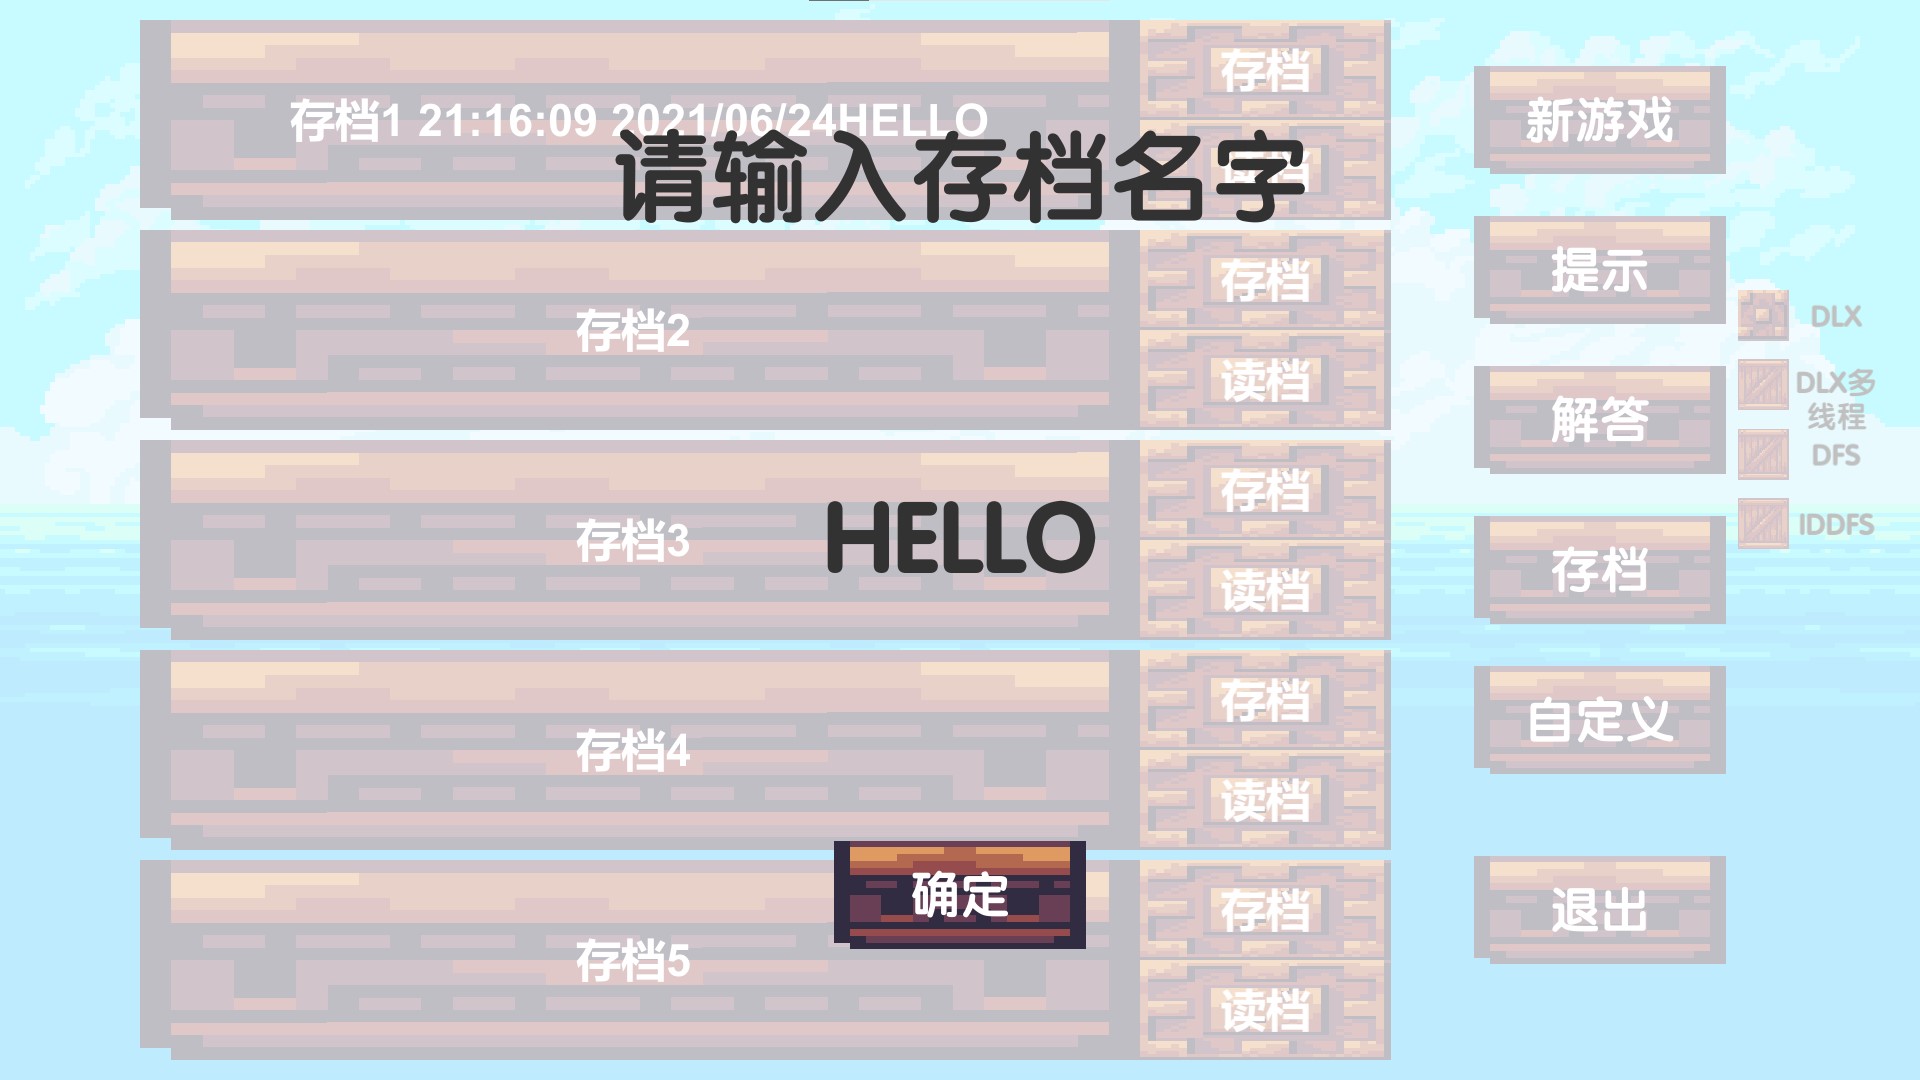 存档1 21:16:09 2021/06/24HELLO
存档
读档
请输入存档名字
存档2
存档
读档
存档3
存档
读档
HELLO
存档4
存档
读档
确定
存档5
存档
读档
新游戏
提示
解答
存档
自定义
退出
DLX
DLX多
线程
DFS
IDDFS